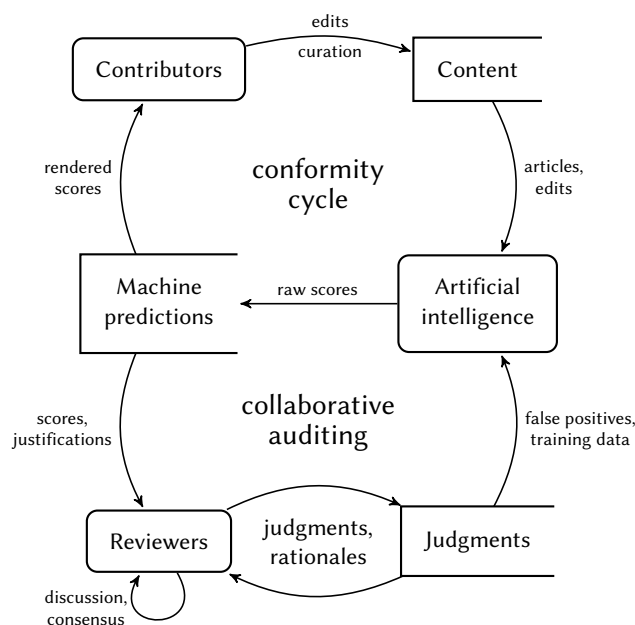 edits
curation
Contributors
Content
rendered
scores
conformity
cycle
articles,
edits
Machine
predictions
raw scores
Artificial
intelligence
scores,
justifications
collaborative
auditing
false positives,
training data
Reviewers
judgments,
rationales
Judgments
discussion,
consensus